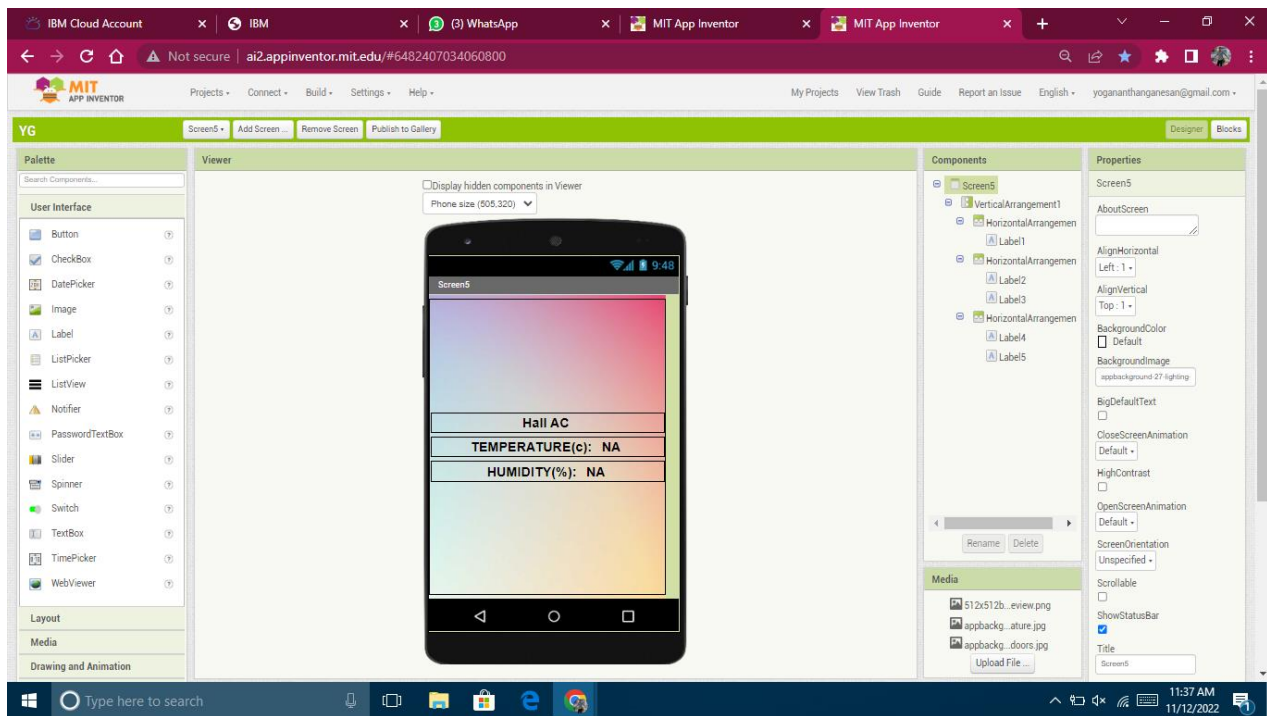 IBM Cloud Account
IBM
(3) WhatsApp
MIT App Inventor
MIT App Inventor
Not secure
ai2.appinventor.mit.edu/#6482407034060800
MIT
APP INVENTOR
Projects
Connect
Build
Settings
Help
My Projects
View Trash
Guide
Report an Issue
English
yogananthanganesan@gmail.com
YG
Screen5
Add Screen ...
Remove Screen
Publish to Gallery
Designer
Blocks
Palette
Search Components...
User Interface
Button
CheckBox
DatePicker
Image
Label
ListPicker
ListView
Notifier
PasswordTextBox
Slider
Spinner
Switch
TextBox
TimePicker
WebViewer
Layout
Media
Drawing and Animation
Viewer
Display hidden components in Viewer
Phone size (505,320)
9:48
Screen5
Hall AC
TEMPERATURE(c): NA
HUMIDITY(%): NA
Components
Screen5
VerticalArrangement1
HorizontalArrangemen
Label1
HorizontalArrangemen
Label2
Label3
HorizontalArrangemen
Label4
Label5
Rename
Delete
Media
512x512b...eview.png
appbackg...ature.jpg
appbackg...doors.jpg
Upload File ...
Properties
Screen5
AboutScreen
AlignHorizontal
Left : 1
AlignVertical
Top : 1
BackgroundColor
Default
BackgroundImage
appbackground-27-lighting
BigDefaultText
CloseScreenAnimation
Default
HighContrast
OpenScreenAnimation
Default
ScreenOrientation
Unspecified
Scrollable
ShowStatusBar
Title
Screen5
Type here to search
11:37 AM
11/12/2022